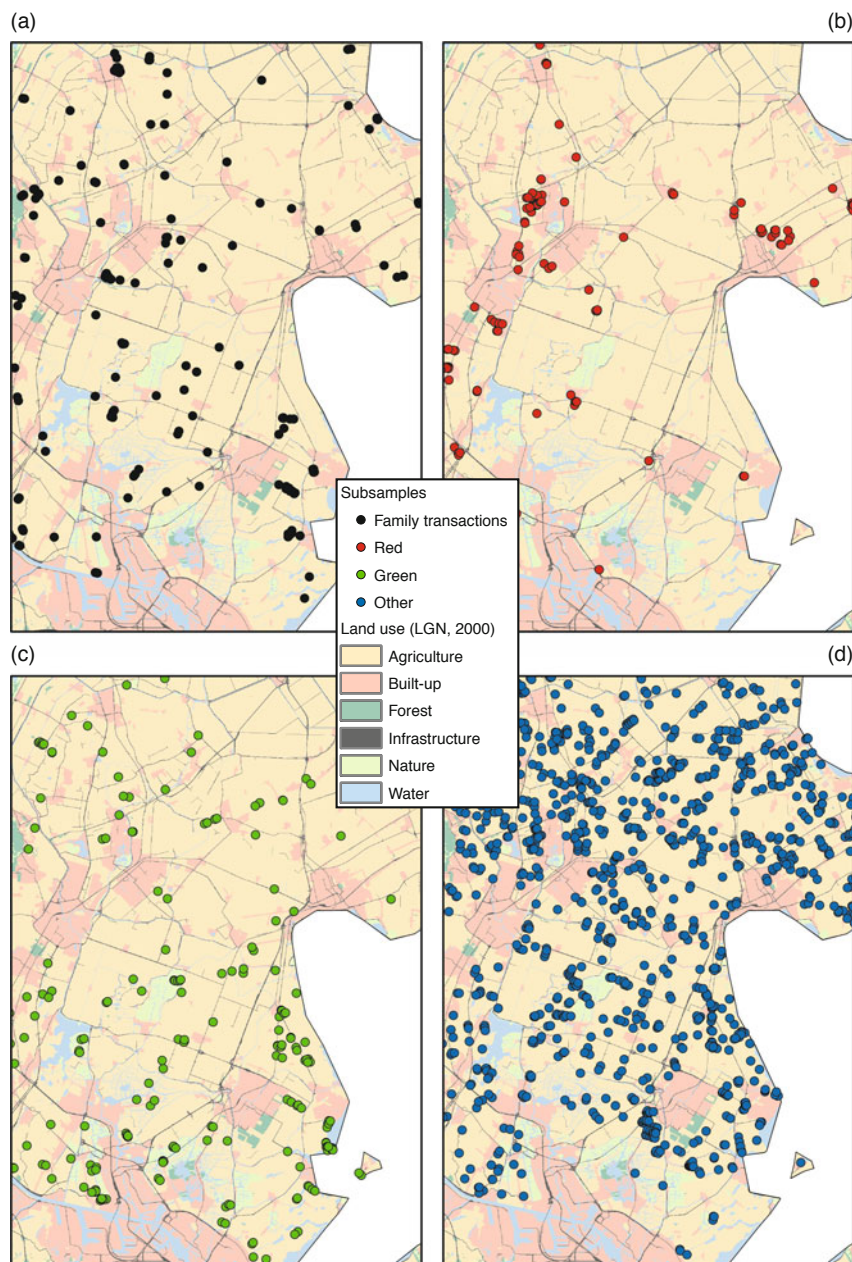 (a)
(b)
Subsamples
Family transactions
Red
Green
Other
Land use (LGN, 2000)
Agriculture
Built-up
Forest
Infrastructure
Nature
Water
(c)
(d)